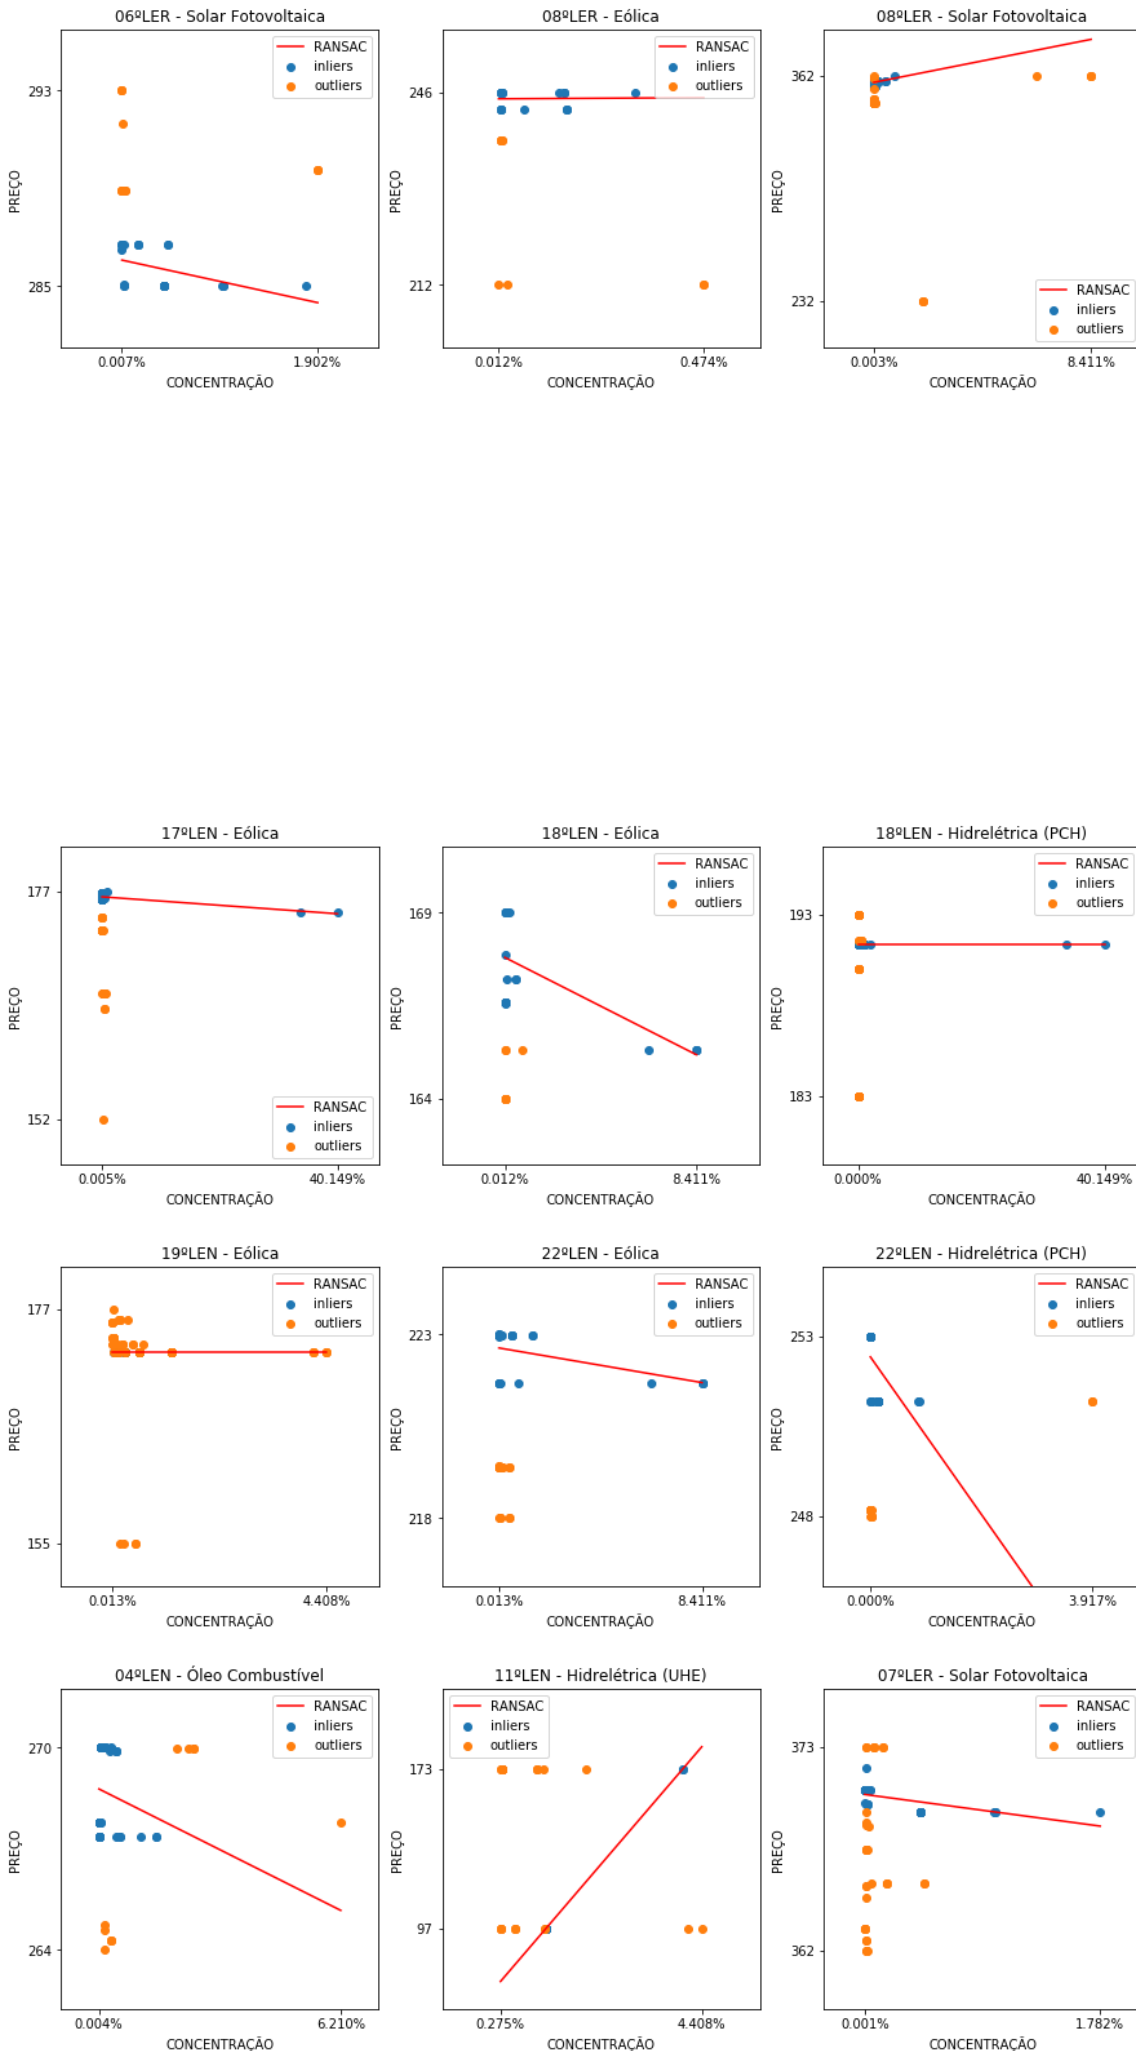 06ºLER - Solar Fotovoltaica
RANSAC
inliers
outliers
293
285
PREÇO
0.007%
1.902%
CONCENTRAÇÃO
08ºLER - Eólica
RANSAC
inliers
outliers
246
212
PREÇO
0.012%
0.474%
CONCENTRAÇÃO
08ºLER - Solar Fotovoltaica
362
232
PREÇO
RANSAC
inliers
outliers
0.003%
8.411%
CONCENTRAÇÃO
17ºLEN - Eólica
177
152
PREÇO
RANSAC
inliers
outliers
0.005%
40.149%
CONCENTRAÇÃO
18ºLEN - Eólica
RANSAC
inliers
outliers
169
164
PREÇO
0.012%
8.411%
CONCENTRAÇÃO
18ºLEN - Hidrelétrica (PCH)
RANSAC
inliers
outliers
193
183
PREÇO
0.000%
40.149%
CONCENTRAÇÃO
19ºLEN - Eólica
RANSAC
inliers
outliers
177
155
PREÇO
0.013%
4.408%
CONCENTRAÇÃO
22ºLEN - Eólica
RANSAC
inliers
outliers
223
218
PREÇO
0.013%
8.411%
CONCENTRAÇÃO
22ºLEN - Hidrelétrica (PCH)
RANSAC
inliers
outliers
253
248
PREÇO
0.000%
3.917%
CONCENTRAÇÃO
04ºLEN - Óleo Combustível
RANSAC
inliers
outliers
270
264
PREÇO
0.004%
6.210%
CONCENTRAÇÃO
11ºLEN - Hidrelétrica (UHE)
RANSAC
inliers
outliers
173
97
PREÇO
0.275%
4.408%
CONCENTRAÇÃO
07ºLER - Solar Fotovoltaica
RANSAC
inliers
outliers
373
362
PREÇO
0.001%
1.782%
CONCENTRAÇÃO